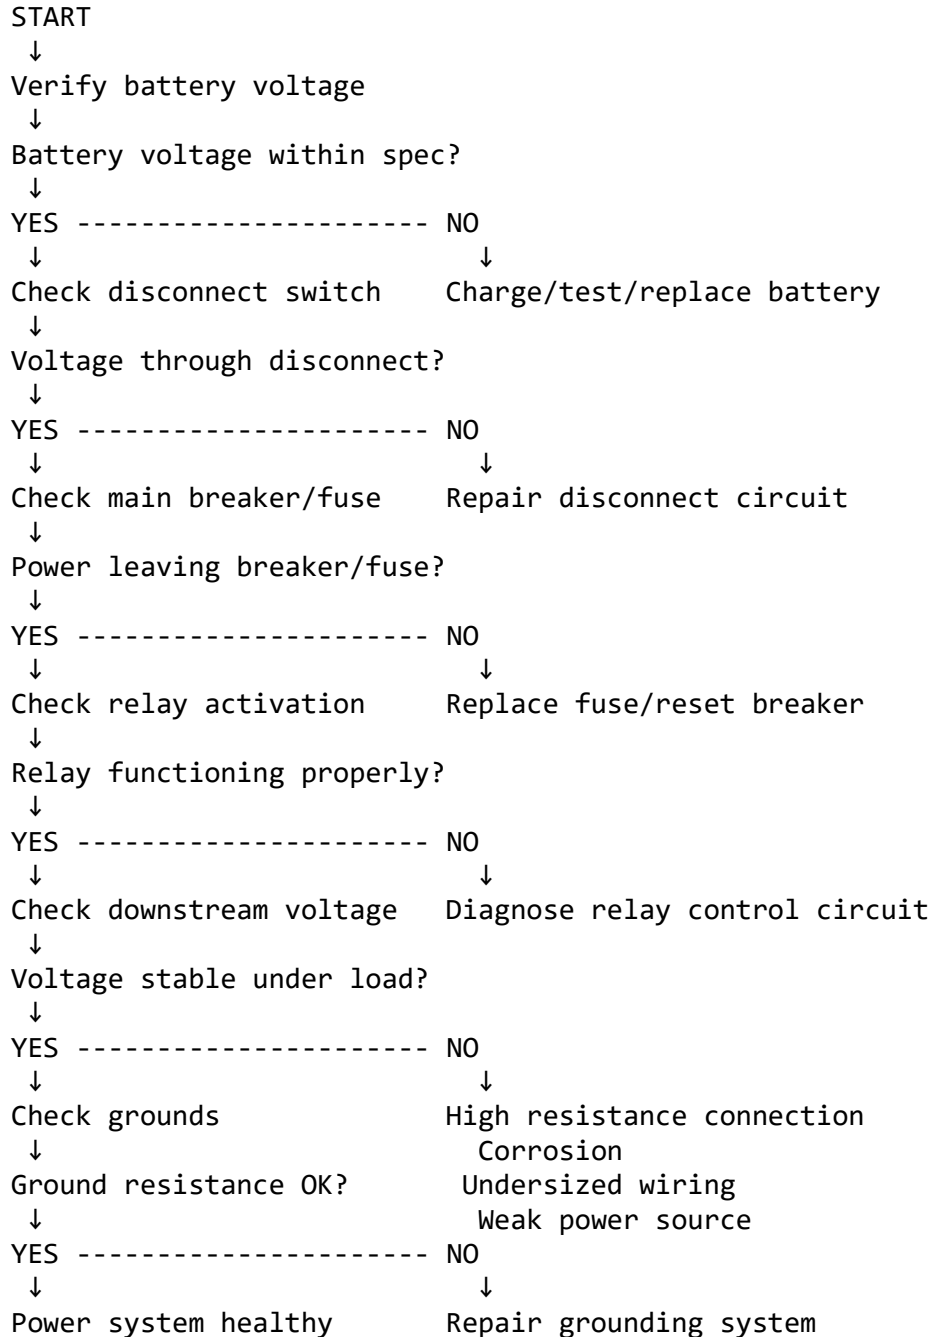 START
↓
Verify battery voltage
↓
Battery voltage within spec?
↓
YES ---------------------- NO
↓                           ↓
Check disconnect switch    Charge/test/replace battery
↓
Voltage through disconnect?
↓
YES ---------------------- NO
↓                           ↓
Check main breaker/fuse    Repair disconnect circuit
↓
Power leaving breaker/fuse?
↓
YES ---------------------- NO
↓                           ↓
Check relay activation     Replace fuse/reset breaker
↓
Relay functioning properly?
↓
YES ---------------------- NO
↓                           ↓
Check downstream voltage   Diagnose relay control circuit
↓
Voltage stable under load?
↓
YES ---------------------- NO
↓                           ↓
Check grounds              High resistance connection
↓                           Corrosion
Ground resistance OK?       Undersized wiring
↓                           Weak power source
YES ---------------------- NO
↓                           ↓
Power system healthy       Repair grounding system